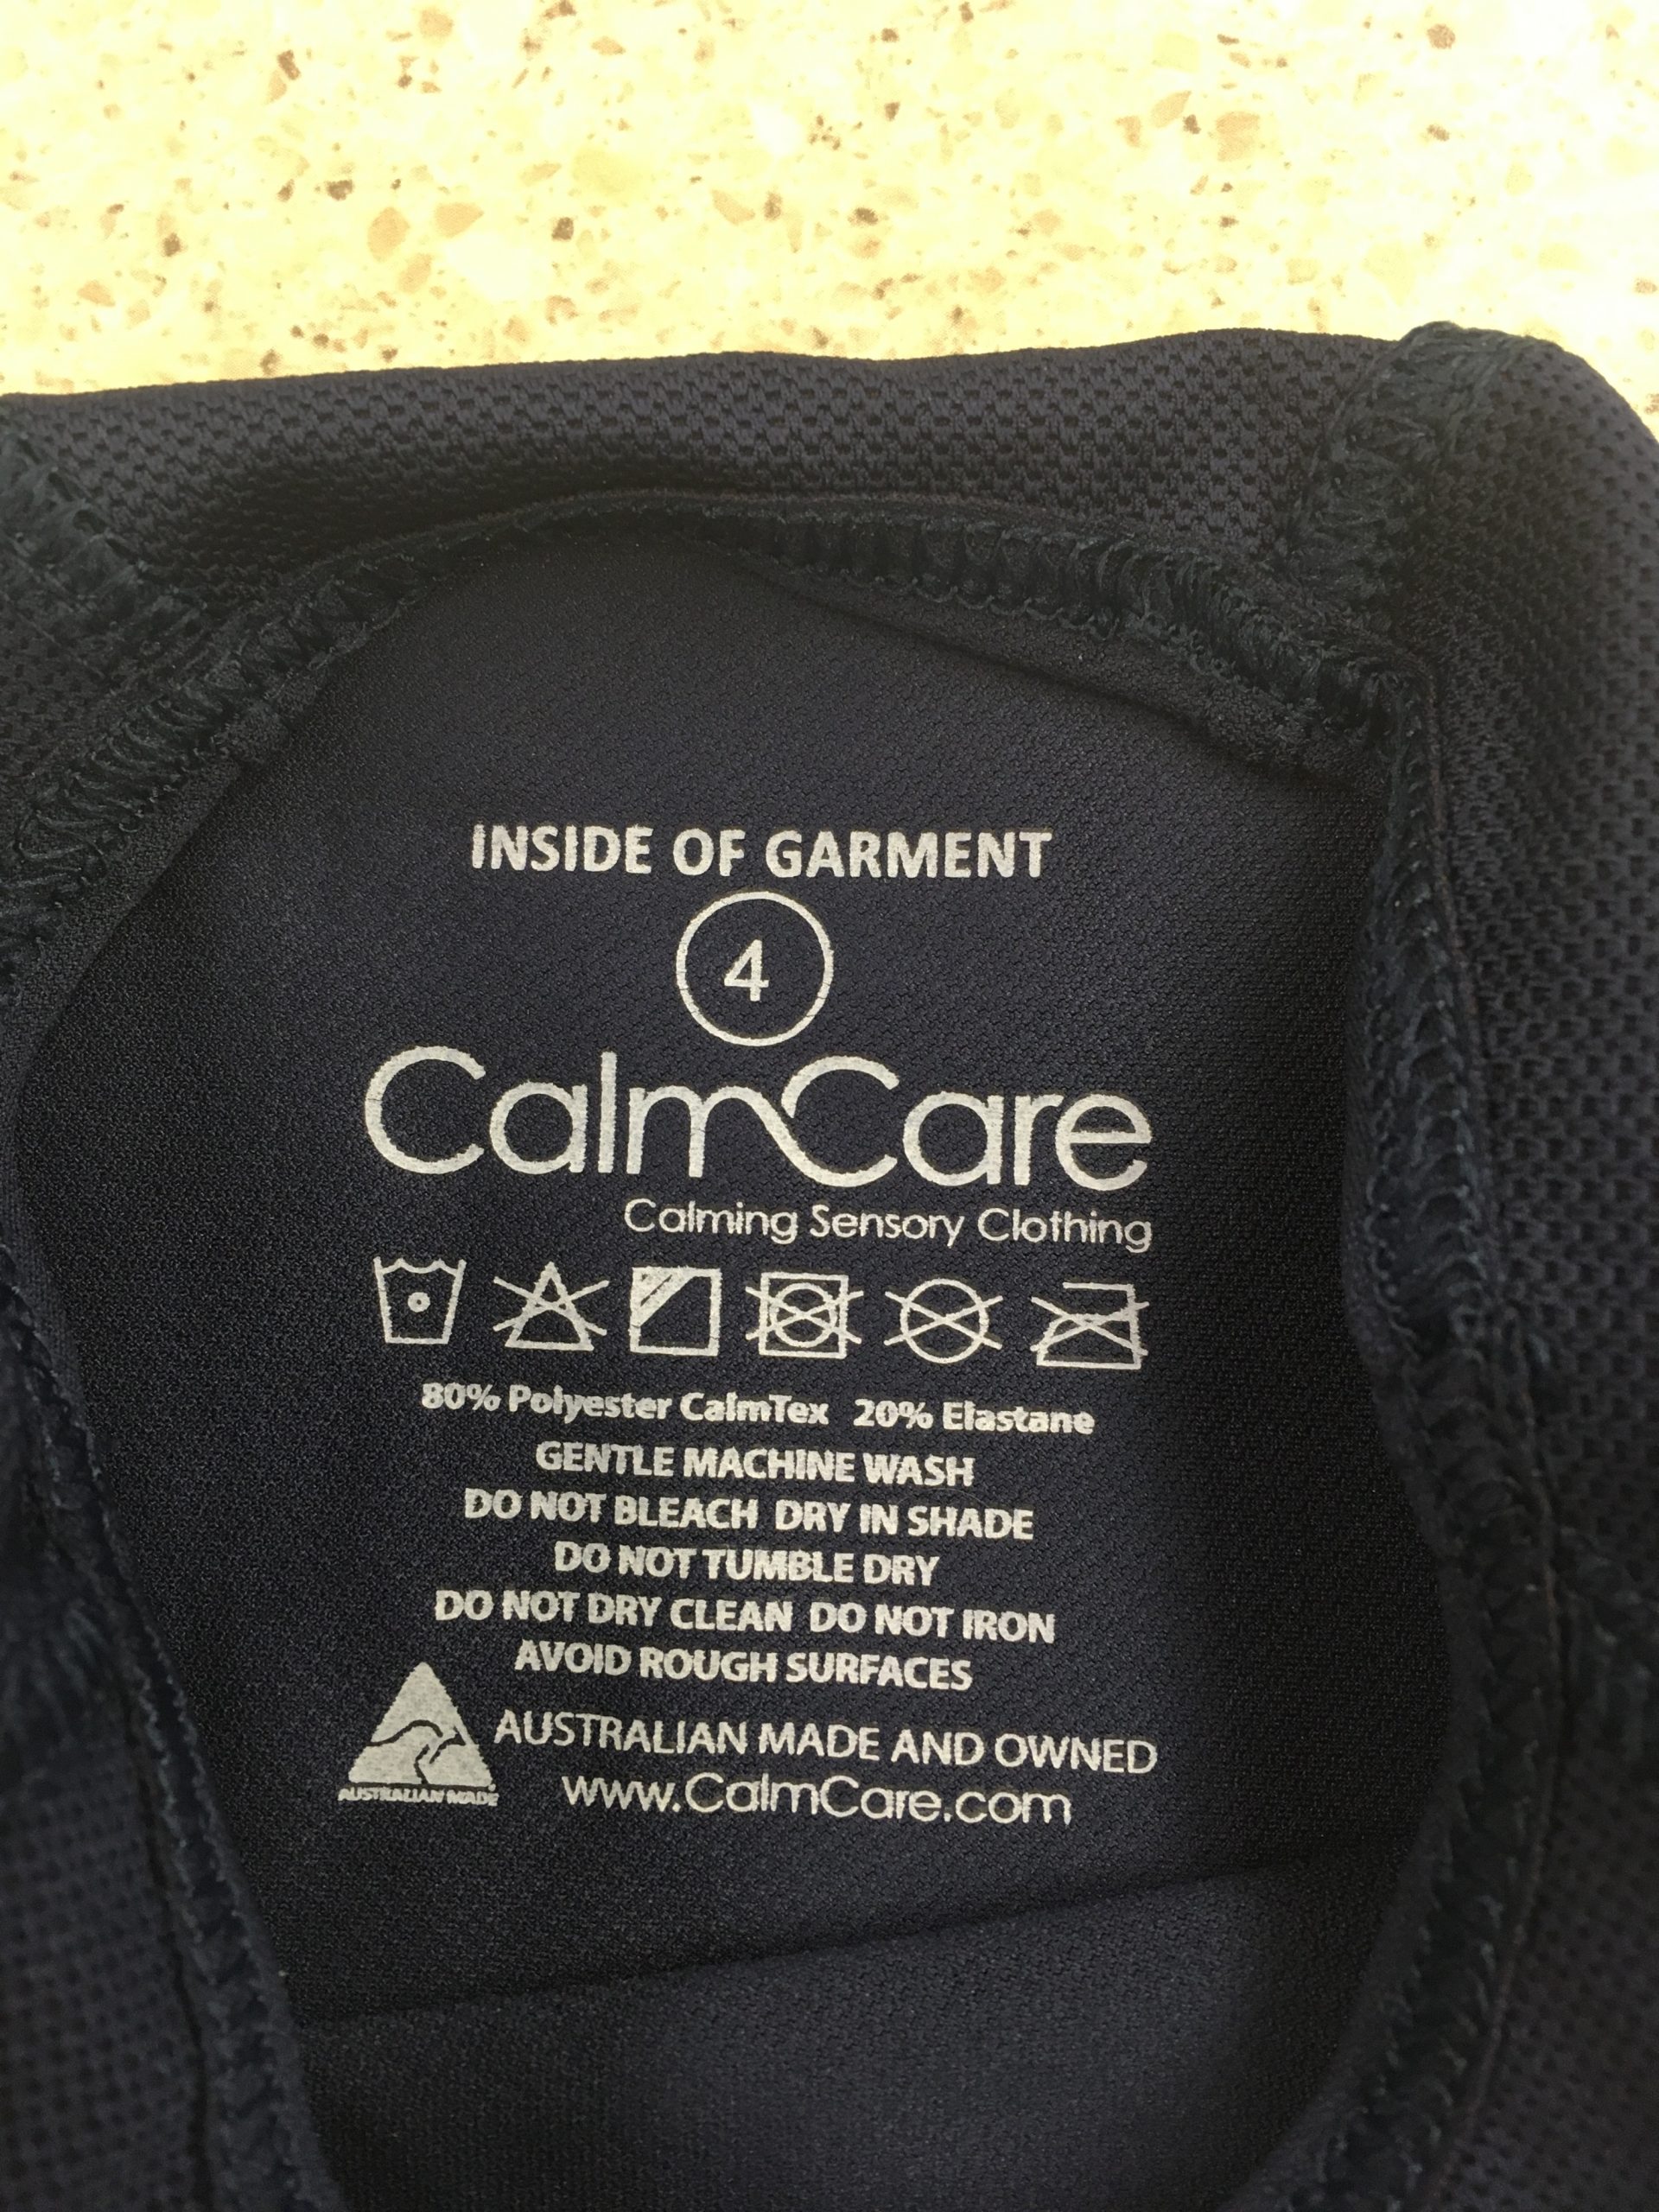 INSIDE OF GARMENT
4
CalmCare
Calming Sensory Clothing
80% Polyester CalmTex 20% Elastane
GENTLE MACHINE WASH
DO NOT BLEACH DRY IN SHADE
DO NOT TUMBLE DRY
DO NOT DRY CLEAN DO NOT IRON
AVOID ROUGH SURFACES
AUSTRALIAN MADE AND OWNED
AUSTRALIAN MADE
www.CalmCare.com